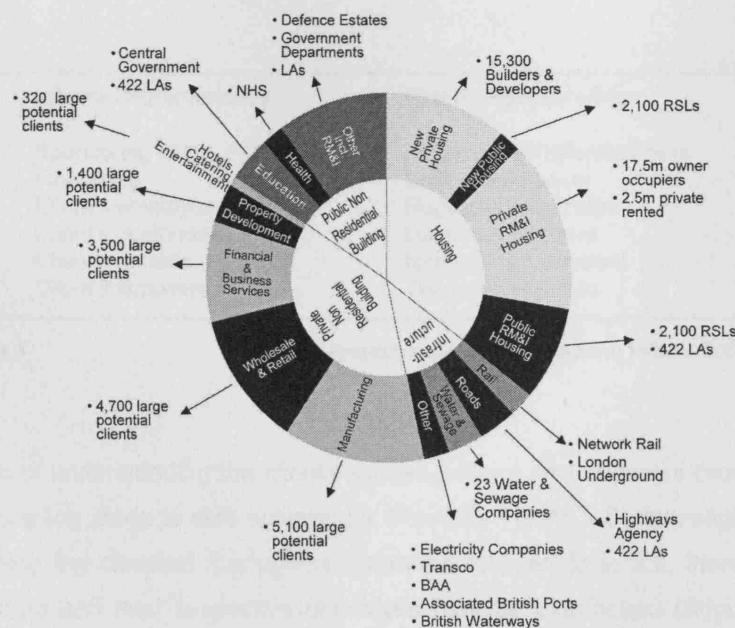 • Defence Estates
• Government
Departments
• LAs
• Central
Government
• 422 LAs
• NHS
• 15,300
Builders &
Developers
• 2,100 RSLs
• 320 large
potential
clients
• 17.5m owner
occupiers
• 2.5m private
rented
• 1,400 large
potential
clients
• 3,500 large
potential
clients
• 2,100 RSLs
• 422 LAs
• 4,700 large
potential
clients
• Network Rail
• London
Underground
• 23 Water &
Sewage
Companies
• Highways
Agency
• 422 LAs
• 5,100 large
potential
clients
• Electricity Companies
• Transco
• BAA
• Associated British Ports
• British Waterways
New
Private
Housing
New Public
Housing
Private
RM&I
Housing
Public
RM&I
Housing
Rail
Roads
Water &
Sewage
Other
Manufacturing
Wholesale
& Retail
Financial
&
Business
Services
Property
Development
Hotels
Catering
Entertainment
Education
Health
Other
incl
RM&I
Housing
Infrastr-
ucture
Private
Non
Residential
Building
Public Non
Residential
Building